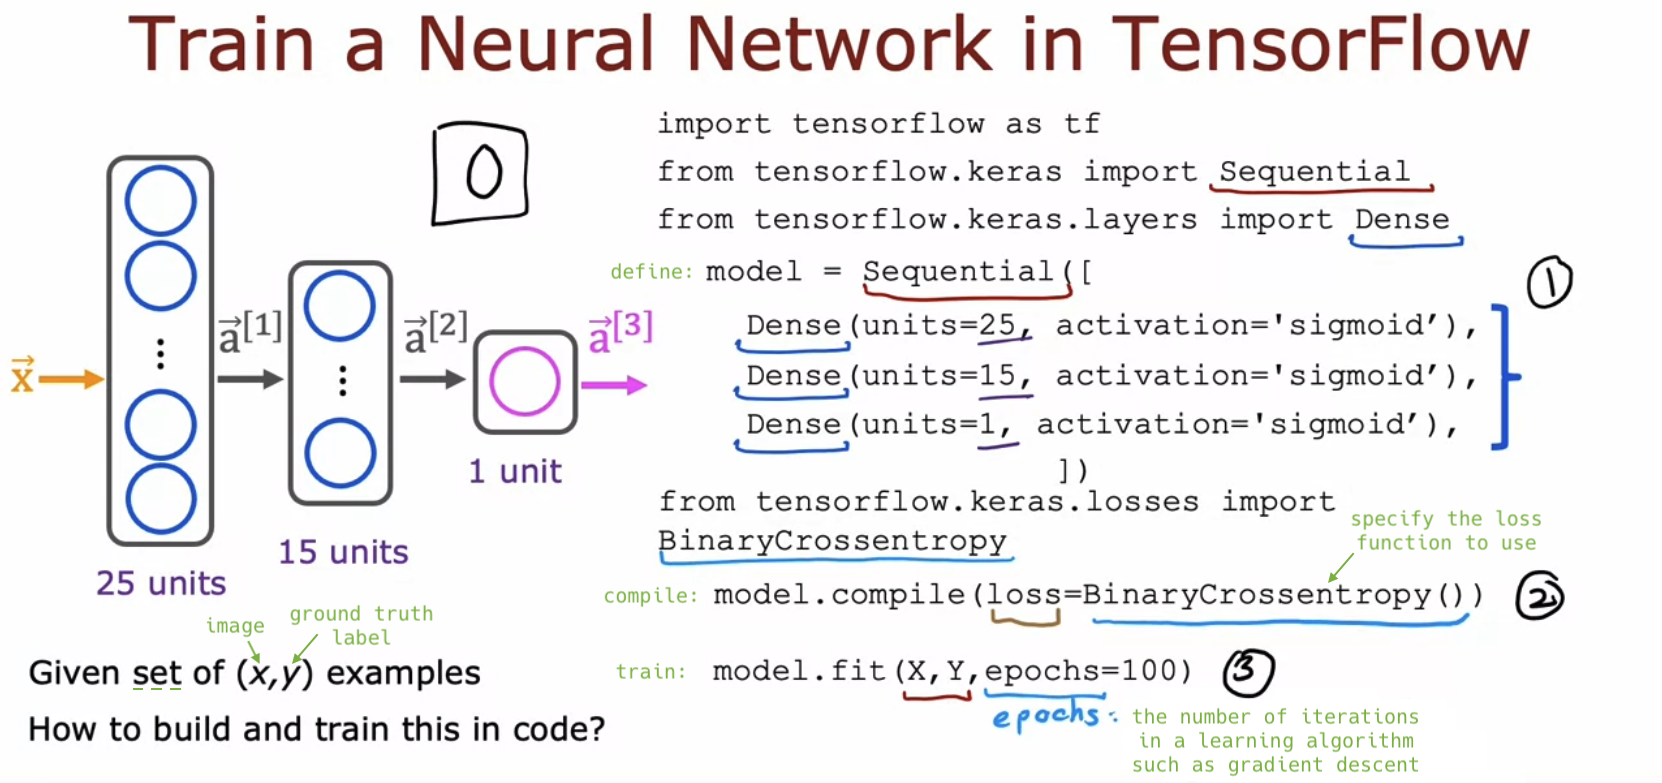 Train a Neural Network in TensorFlow
0
x⃗
a⃗[1]
a⃗[2]
a⃗[3]
25 units
15 units
1 unit
image
ground truth
label
Given set of (x,y) examples
How to build and train this in code?
import tensorflow as tf
from tensorflow.keras import Sequential
from tensorflow.keras.layers import Dense
define: model = Sequential([
Dense(units=25, activation='sigmoid’),
Dense(units=15, activation='sigmoid’),
Dense(units=1, activation='sigmoid’),
])
1
from tensorflow.keras.losses import
BinaryCrossentropy
specify the loss
function to use
compile: model.compile(loss=BinaryCrossentropy()) 2
train: model.fit(X,Y,epochs=100) 3
epochs: the number of iterations
in a learning algorithm
such as gradient descent